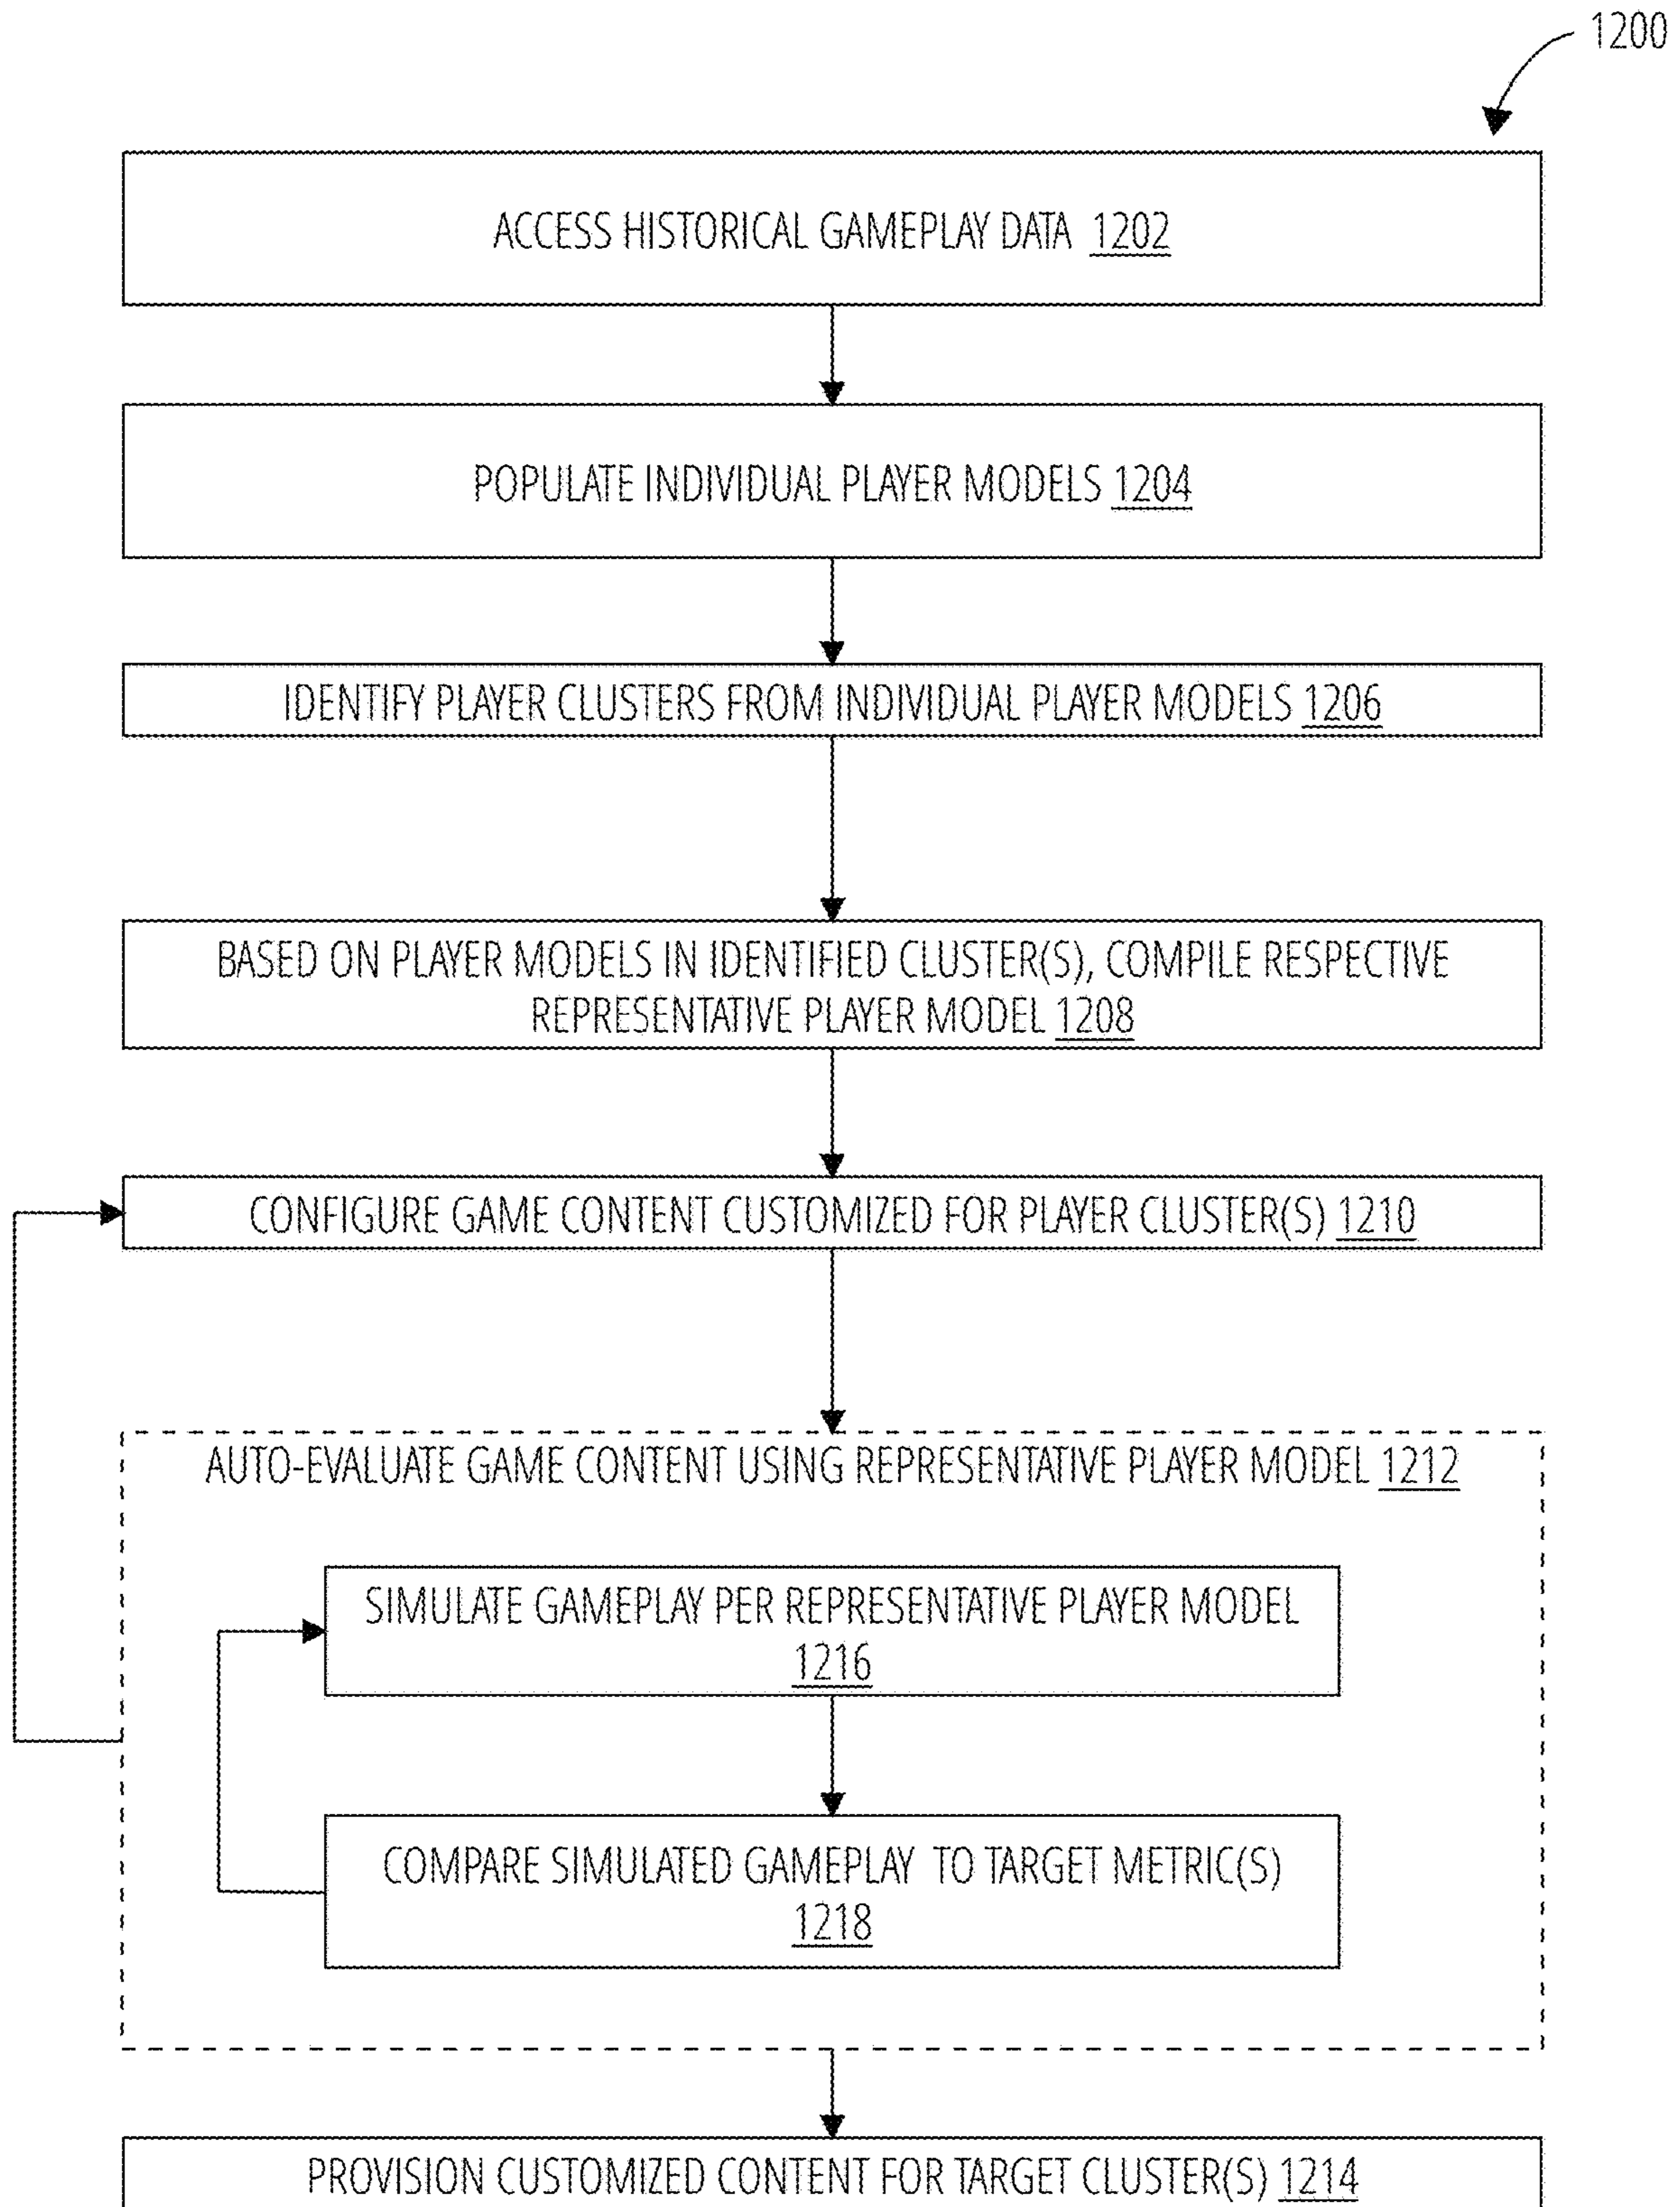 1200
ACCESS HISTORICAL GAMEPLAY DATA 1202
POPULATE INDIVIDUAL PLAYER MODELS 1204
IDENTIFY PLAYER CLUSTERS FROM INDIVIDUAL PLAYER MODELS 1206
BASED ON PLAYER MODELS IN IDENTIFIED CLUSTER(S), COMPILE RESPECTIVE
REPRESENTATIVE PLAYER MODEL 1208
CONFIGURE GAME CONTENT CUSTOMIZED FOR PLAYER CLUSTER(S) 1210
AUTO-EVALUATE GAME CONTENT USING REPRESENTATIVE PLAYER MODEL 1212
SIMULATE GAMEPLAY PER REPRESENTATIVE PLAYER MODEL
1216
COMPARE SIMULATED GAMEPLAY TO TARGET METRIC(S)
1218
PROVISION CUSTOMIZED CONTENT FOR TARGET CLUSTER(S) 1214